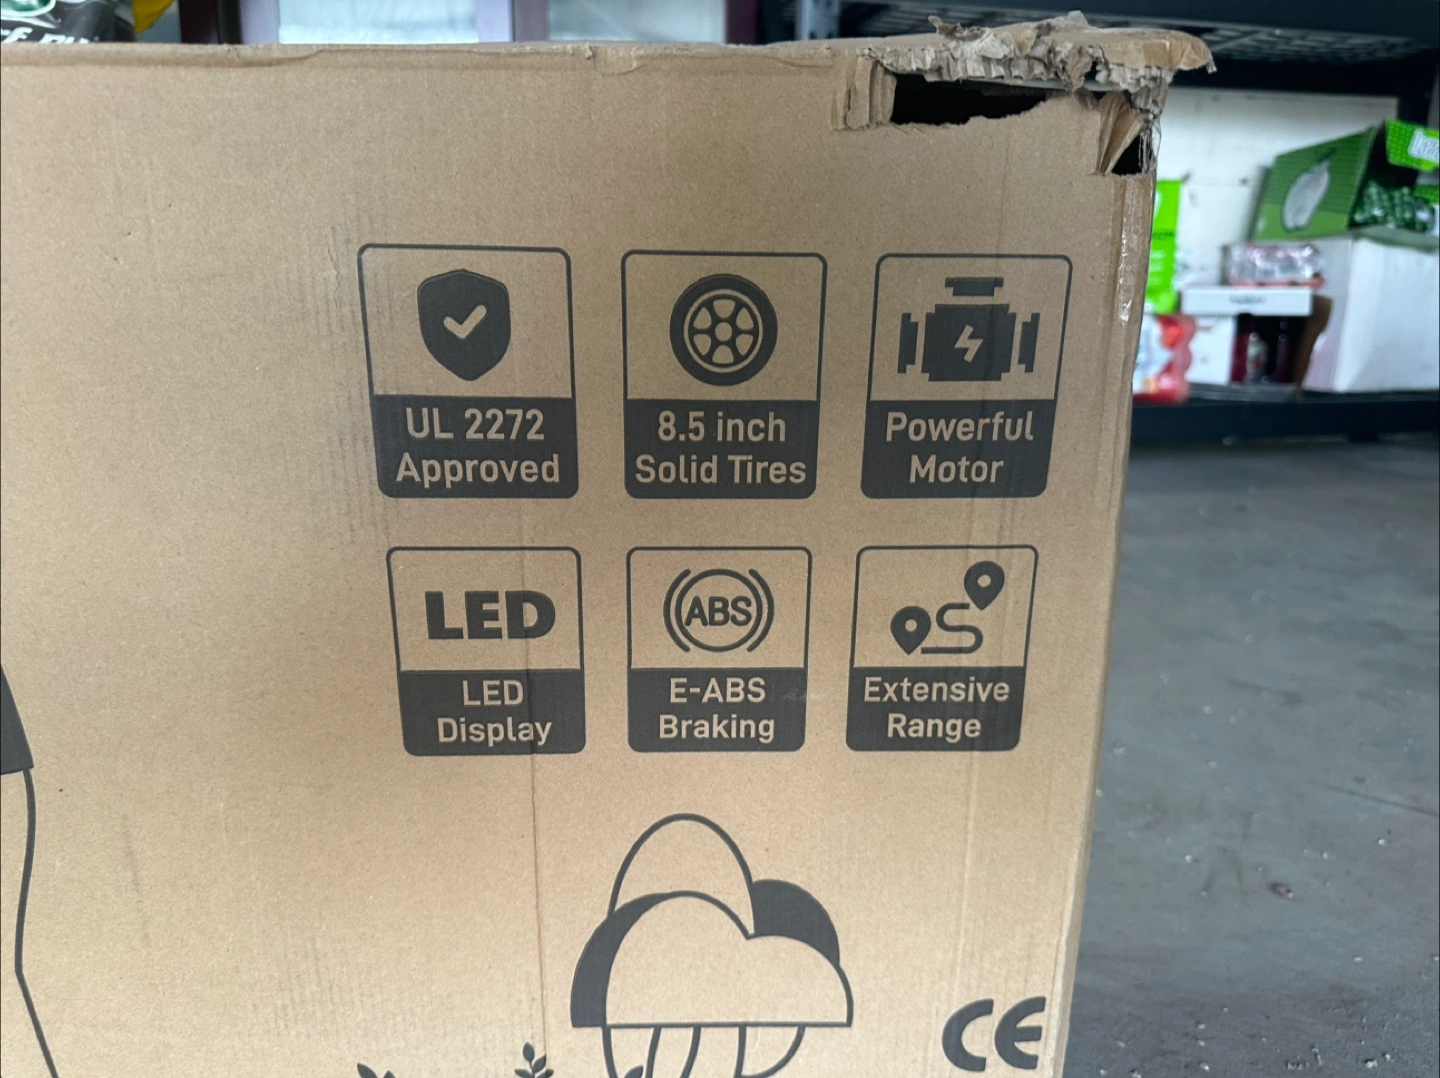 UL 2272
Approved
8.5 inch
Solid Tires
Powerful
Motor
LED
LED
Display
ABS
E-ABS
Braking
Extensive
Range
CE